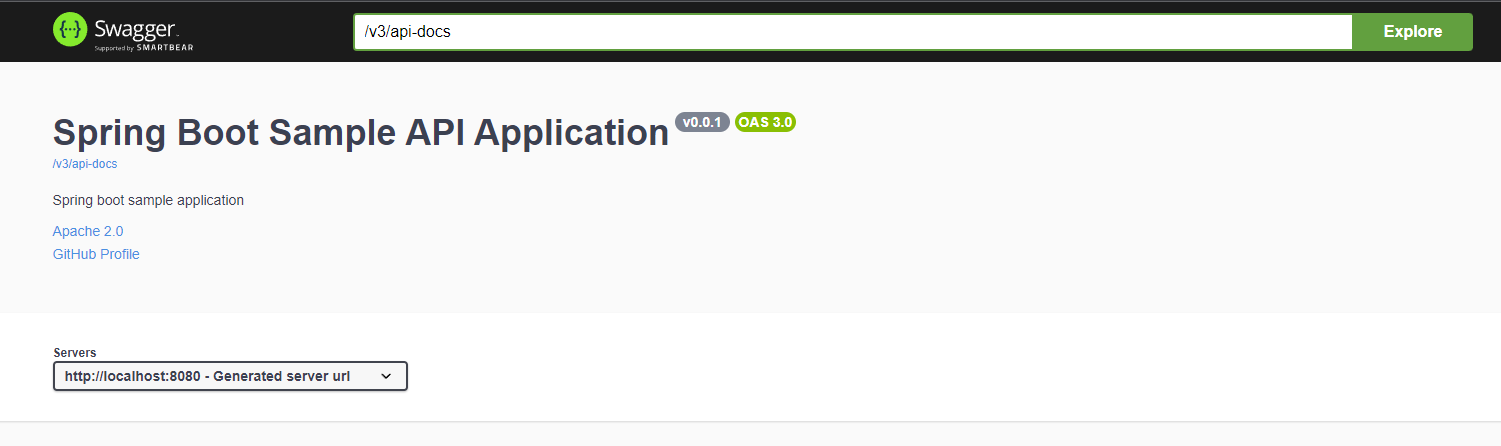 Swagger.
Supported by SMARTBEAR
/v3/api-docs
Explore
Spring Boot Sample API Application v0.0.1 OAS 3.0
/v3/api-docs
Spring boot sample application
Apache 2.0
GitHub Profile
Servers
http://localhost:8080 - Generated server url